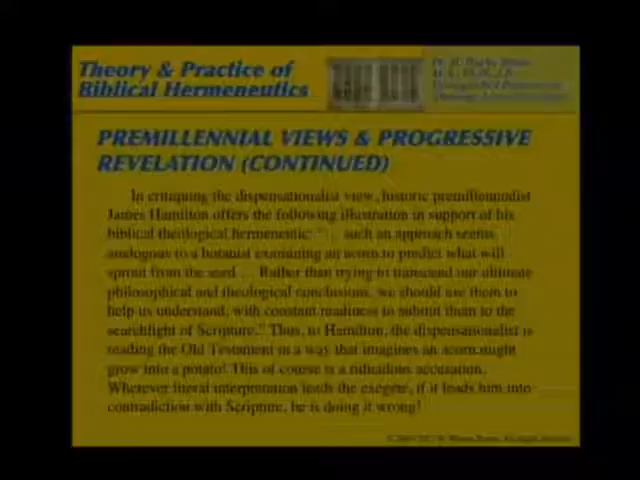 Theory & Practice of
Biblical Hermeneutics
PREMILLENNIAL VIEWS & PROGRESSIVE
REVELATION (CONTINUED)
In critiquing the dispensationalist view, historic premillennialist
James Hamilton offers the following illustration in support of his
biblical theological hermeneutic: "… such an approach seems
analogous to a botanist examining an acorn to predict what will
sprout from the seed … Rather than trying to transcend our ultimate
philosophical and theological conclusions, we should use them to
help us understand, with constant readiness to submit them to the
searchlight of Scripture." Thus, to Hamilton, the dispensationalist is
reading the Old Testament in a way that imagines an acorn might
grow into a potato! This of course is a ridiculous accusation.
Wherever literal interpretation leads the exegete, if it leads him into
contradiction with Scripture, he is doing it wrong!